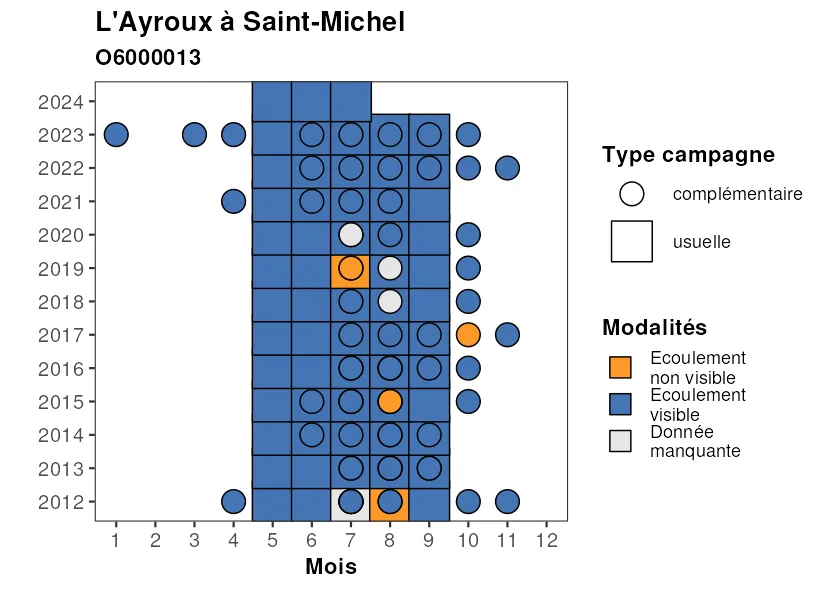 L'Ayroux à Saint-Michel
O6000013
2024
2023
2022
2021
2020
2019
2018
2017
2016
2015
2014
2013
2012
1 2 3 4 5 6 7 8 9 10 11 12
Mois
Type campagne
complémentaire
usuelle
Modalités
Ecoulement
non visible
Ecoulement
visible
Donnée
manquante